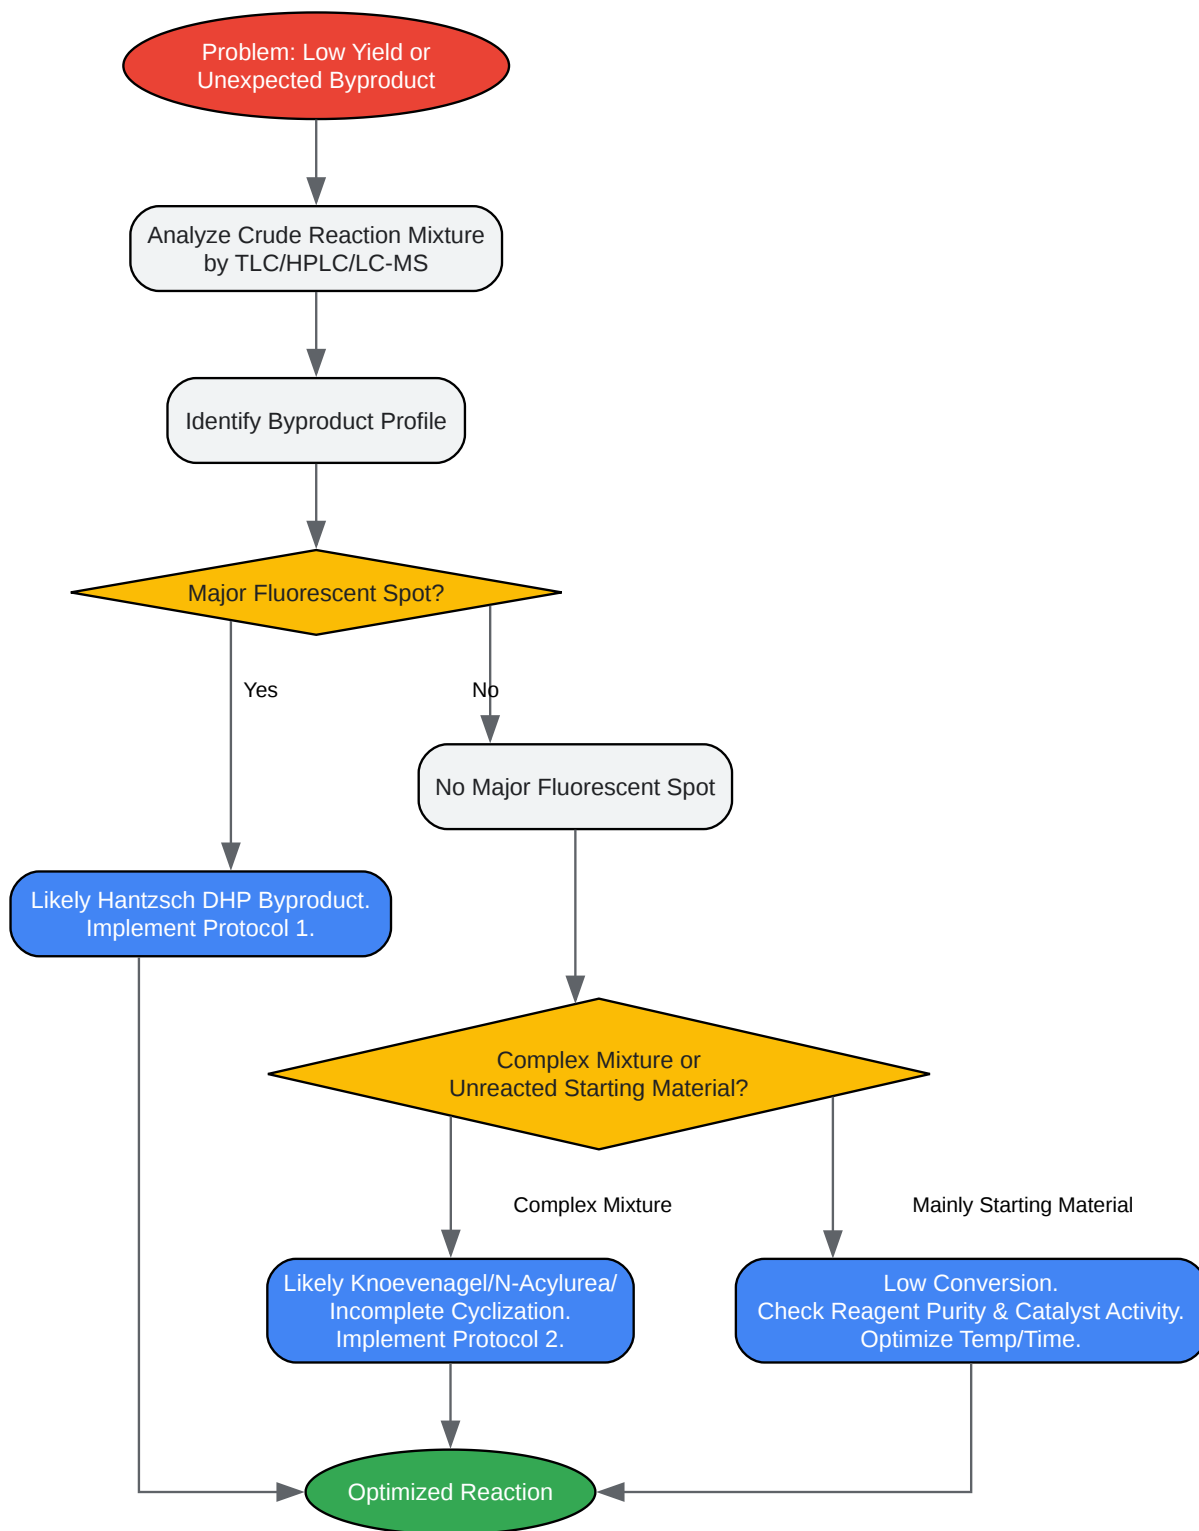 Problem: Low Yield or
Unexpected Byproduct
Analyze Crude Reaction Mixture
by TLC/HPLC/LC-MS
Identify Byproduct Profile
Major Fluorescent Spot?
Yes
No
No Major Fluorescent Spot
Likely Hantzsch DHP Byproduct.
Implement Protocol 1.
Complex Mixture or
Unreacted Starting Material?
Complex Mixture
Mainly Starting Material
Likely Knoevenagel/N-Acylurea/
Incomplete Cyclization.
Implement Protocol 2.
Low Conversion.
Check Reagent Purity & Catalyst Activity.
Optimize Temp/Time.
Optimized Reaction